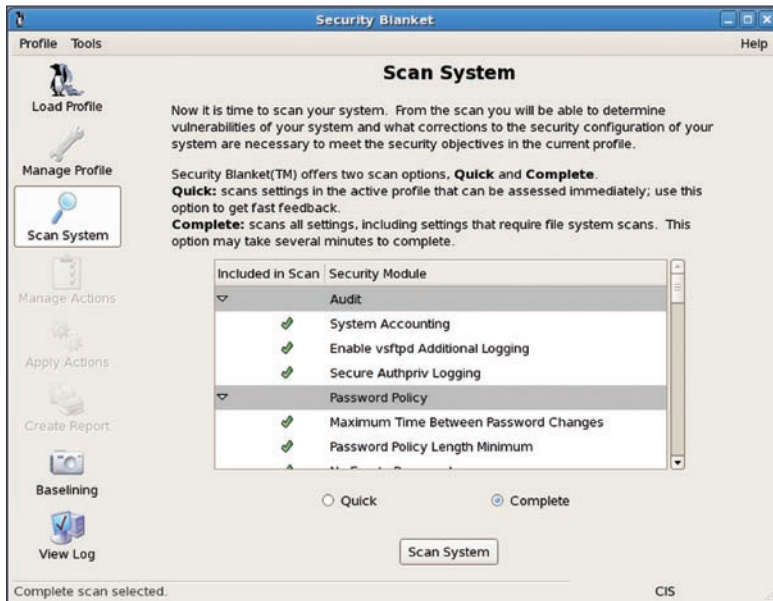 Security Blanket
Profile Tools Help
Load Profile
Manage Profile
Scan System
Manage Actions
Apply Actions
Create Report
Baselining
View Log
Scan System
Now it is time to scan your system. From the scan you will be able to determine
vulnerabilities of your system and what corrections to the security configuration of your
system are necessary to meet the security objectives in the current profile.
Security Blanket(TM) offers two scan options, Quick and Complete.
Quick: scans settings in the active profile that can be assessed immediately; use this
option to get fast feedback.
Complete: scans all settings, including settings that require file system scans. This
option may take several minutes to complete.
Included in Scan Security Module
Audit
System Accounting
Enable vsftpd Additional Logging
Secure Authpriv Logging
Password Policy
Maximum Time Between Password Changes
Password Policy Length Minimum
Quick Complete
Scan System
Complete scan selected. CIS